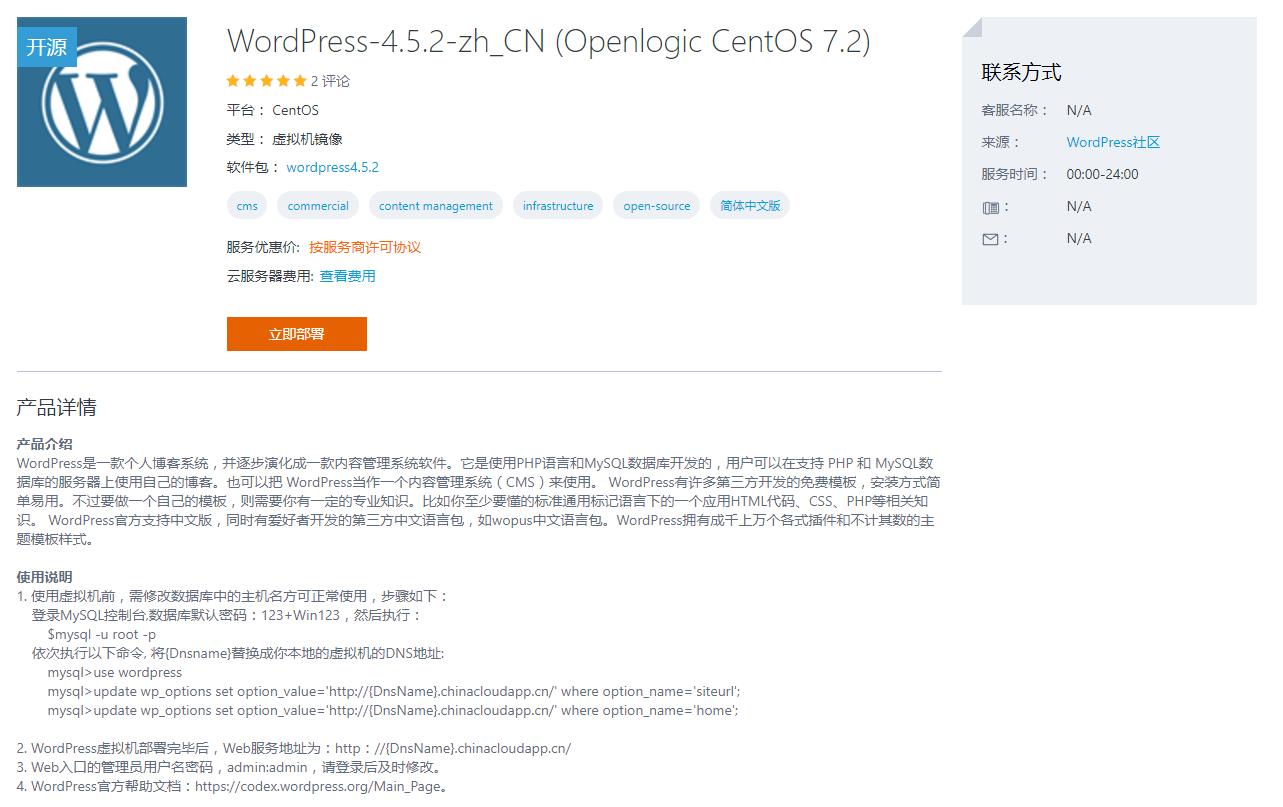 开源
WordPress-4.5.2-zh_CN (Openlogic CentOS 7.2)
2 评论
平台： CentOS
类型： 虚拟机镜像
软件包： wordpress4.5.2
cms commercial content management infrastructure open-source 简体中文版
服务优惠价: 按服务商许可协议
云服务器费用: 查看费用
立即部署
联系方式
客服名称： N/A
来源： WordPress社区
服务时间： 00:00-24:00
： N/A
： N/A
产品详情
产品介绍
WordPress是一款个人博客系统，并逐步演化成一款内容管理系统软件。它是使用PHP语言和MySQL数据库开发的，用户可以在支持 PHP 和 MySQL数
据库的服务器上使用自己的博客。也可以把 WordPress当作一个内容管理系统（CMS）来使用。 WordPress有许多第三方开发的免费模板，安装方式简
单易用。不过要做一个自己的模板，则需要你有一定的专业知识。比如你至少要懂的标准通用标记语言下的一个应用HTML代码、CSS、PHP等相关知
识。 WordPress官方支持中文版，同时有爱好者开发的第三方中文语言包，如wopus中文语言包。WordPress拥有成千上万个各式插件和不计其数的主
题模板样式。
使用说明
1. 使用虚拟机前，需修改数据库中的主机名方可正常使用，步骤如下：
登录MySQL控制台,数据库默认密码：123+Win123，然后执行：
$mysql -u root -p
依次执行以下命令, 将{Dnsname}替换成你本地的虚拟机的DNS地址:
mysql>use wordpress
mysql>update wp_options set option_value='http://{DnsName}.chinacloudapp.cn/' where option_name='siteurl';
mysql>update wp_options set option_value='http://{DnsName}.chinacloudapp.cn/' where option_name='home';
2. WordPress虚拟机部署完毕后，Web服务地址为：http：//{DnsName}.chinacloudapp.cn/
3. Web入口的管理员用户名密码，admin:admin，请登录后及时修改。
4. WordPress官方帮助文档：https://codex.wordpress.org/Main_Page。